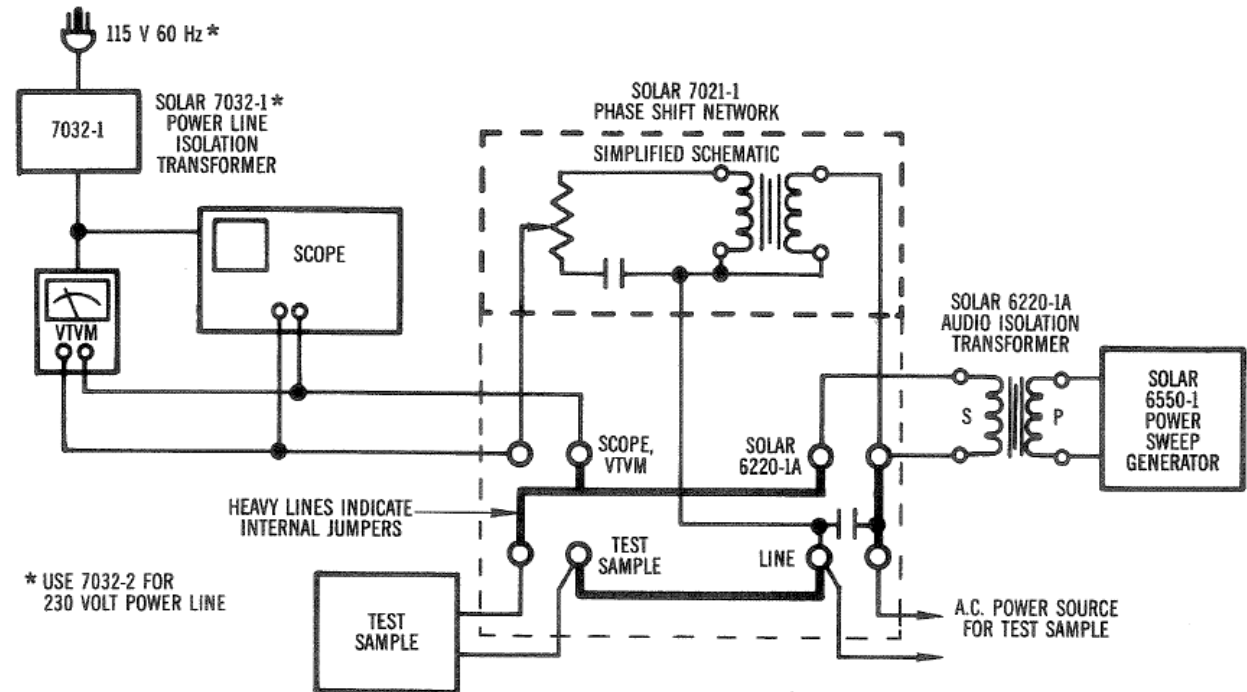 115 V 60 Hz *
7032-1
SOLAR 7032-1 *
POWER LINE
ISOLATION
TRANSFORMER
SCOPE
VTVM
SOLAR 7021-1
PHASE SHIFT NETWORK
SIMPLIFIED SCHEMATIC
SOLAR 6220-1A
AUDIO ISOLATION
TRANSFORMER
S
P
SOLAR
6550-1
POWER
SWEEP
GENERATOR
SCOPE,
VTVM
SOLAR
6220-1A
HEAVY LINES INDICATE
INTERNAL JUMPERS
TEST
SAMPLE
LINE
* USE 7032-2 FOR
230 VOLT POWER LINE
TEST
SAMPLE
A.C. POWER SOURCE
FOR TEST SAMPLE